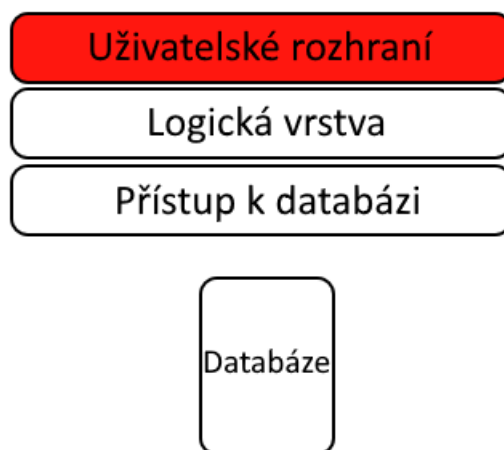 Uživatelské rozhraní
Logická vrstva
Přístup k databázi
Databáze